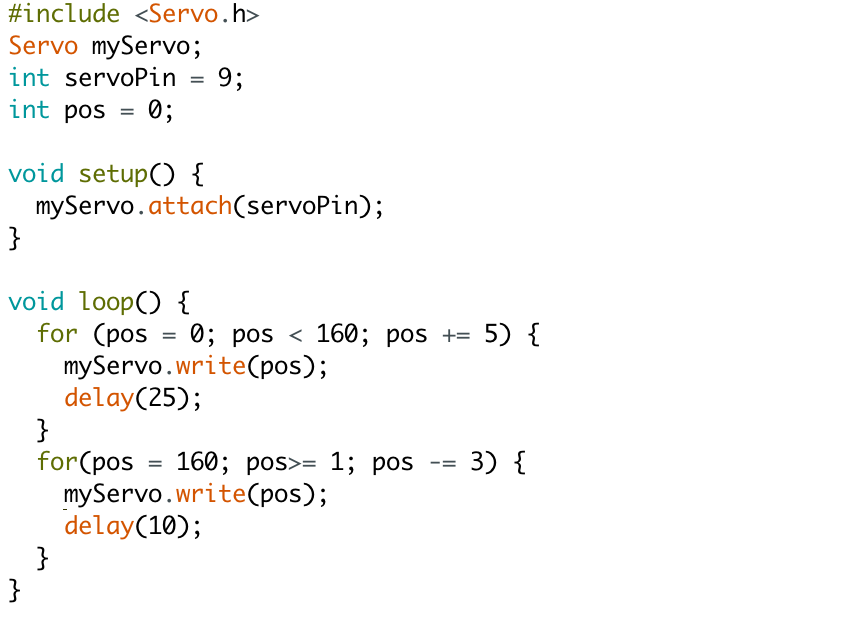 #include <Servo.h>
Servo myServo;
int servoPin = 9;
int pos = 0;

void setup() {
  myServo.attach(servoPin);
}

void loop() {
  for (pos = 0; pos < 160; pos += 5) {
    myServo.write(pos);
    delay(25);
  }
  for(pos = 160; pos>= 1; pos -= 3) {
    myServo.write(pos);
    delay(10);
  }
}